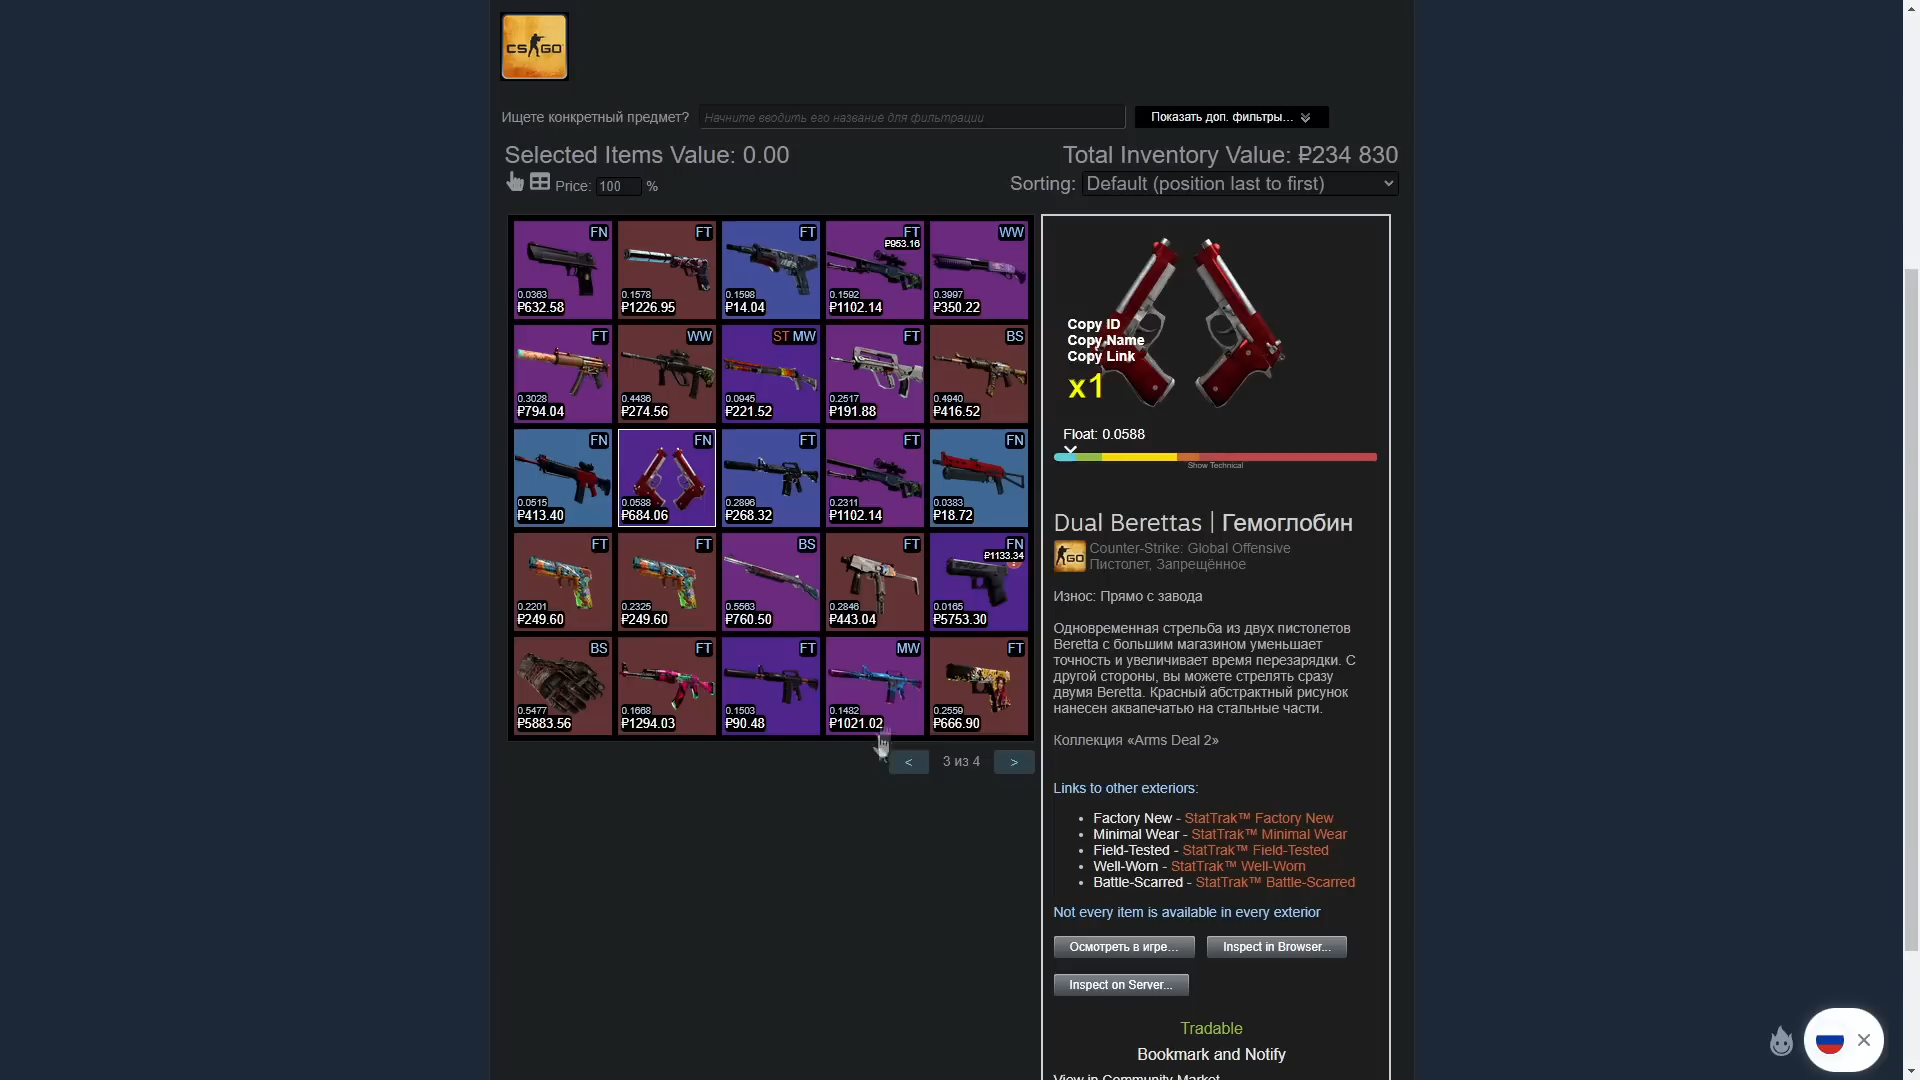 CS GO
Ищете конкретный предмет?
Начните вводить его название для фильтрации
Показать доп. фильтры...
Selected Items Value: 0.00
Total Inventory Value: ₽234 830
Price: 100 %
Sorting: Default (position last to first)
FN
0.0363
₽632.58
FT
0.1578
₽1226.95
FT
0.1598
₽14.04
FT
₽953.16
0.1592
₽1102.14
WW
0.3997
₽350.22
FT
0.3028
₽794.04
WW
0.4486
₽274.56
ST MW
0.0945
₽221.52
FT
0.2517
₽191.88
BS
0.4940
₽416.52
FN
0.0515
₽413.40
FN
0.0588
₽684.06
FT
0.2896
₽268.32
FT
0.2311
₽1102.14
FN
0.0383
₽18.72
FT
0.2201
₽249.60
FT
0.2325
₽249.60
BS
0.5563
₽760.50
FT
0.2846
₽443.04
FN
₽1133.34
0.0165
₽5753.30
BS
0.5477
₽5883.56
FT
0.1668
₽1294.03
FT
0.1503
₽90.48
MW
0.1482
₽1021.02
FT
0.2559
₽666.90
<
3 из 4
>
Copy ID
Copy Name
Copy Link
x1
Float: 0.0588
Show Technical
Dual Berettas | Гемоглобин
GO
Counter-Strike: Global Offensive
Пистолет, Запрещённое
Износ: Прямо с завода
Одновременная стрельба из двух пистолетов
Beretta с большим магазином уменьшает
точность и увеличивает время перезарядки. С
другой стороны, вы можете стрелять сразу
двумя Beretta. Красный абстрактный рисунок
нанесен аквапечатью на стальные части.
Коллекция «Arms Deal 2»
Links to other exteriors:
• Factory New - StatTrak™ Factory New
• Minimal Wear - StatTrak™ Minimal Wear
• Field-Tested - StatTrak™ Field-Tested
• Well-Worn - StatTrak™ Well-Worn
• Battle-Scarred - StatTrak™ Battle-Scarred
Not every item is available in every exterior
Осмотреть в игре...
Inspect in Browser...
Inspect on Server...
Tradable
Bookmark and Notify
View in Community Market